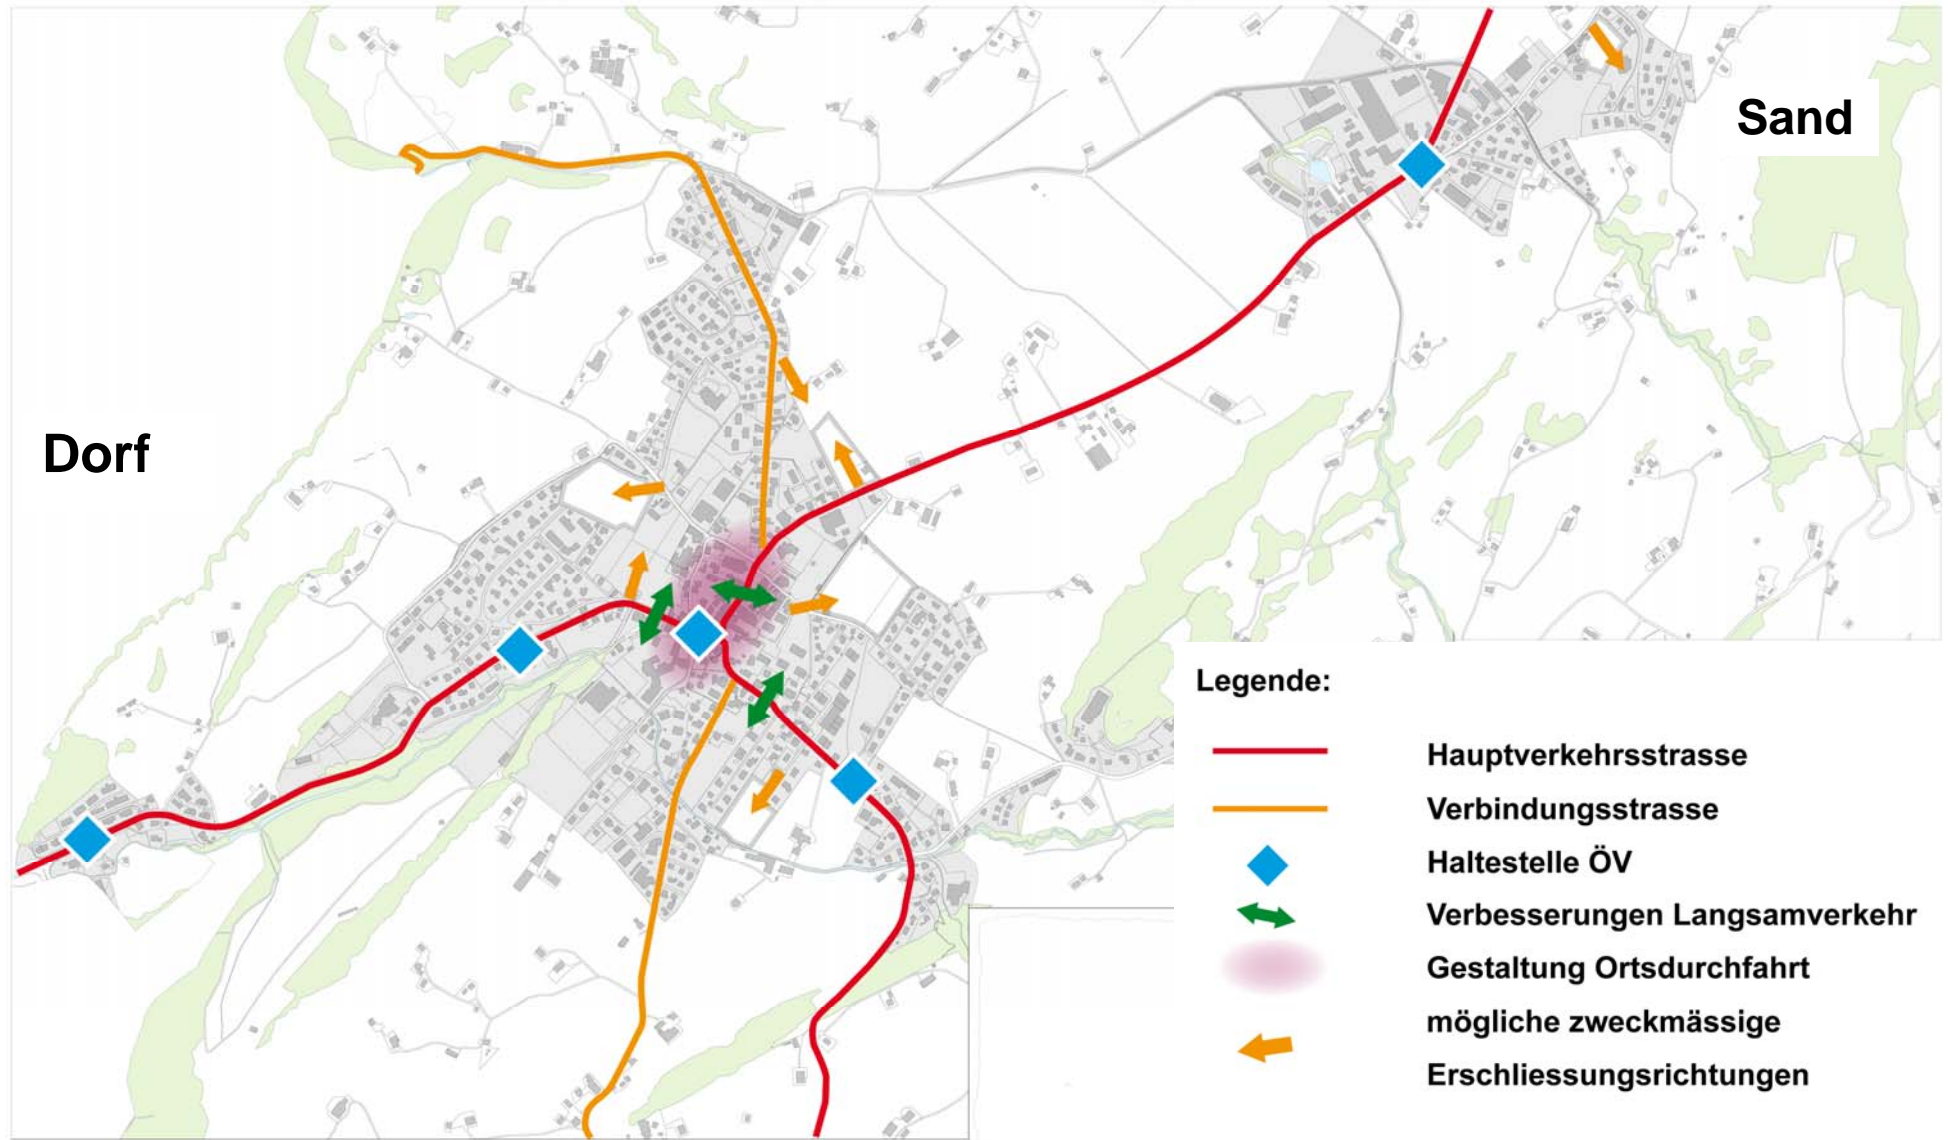 Sand
Dorf
Legende:
Hauptverkehrsstrasse
Verbindungsstrasse
Haltestelle ÖV
Verbesserungen Langsamverkehr
Gestaltung Ortsdurchfahrt
mögliche zweckmässige
Erschliessungsrichtungen